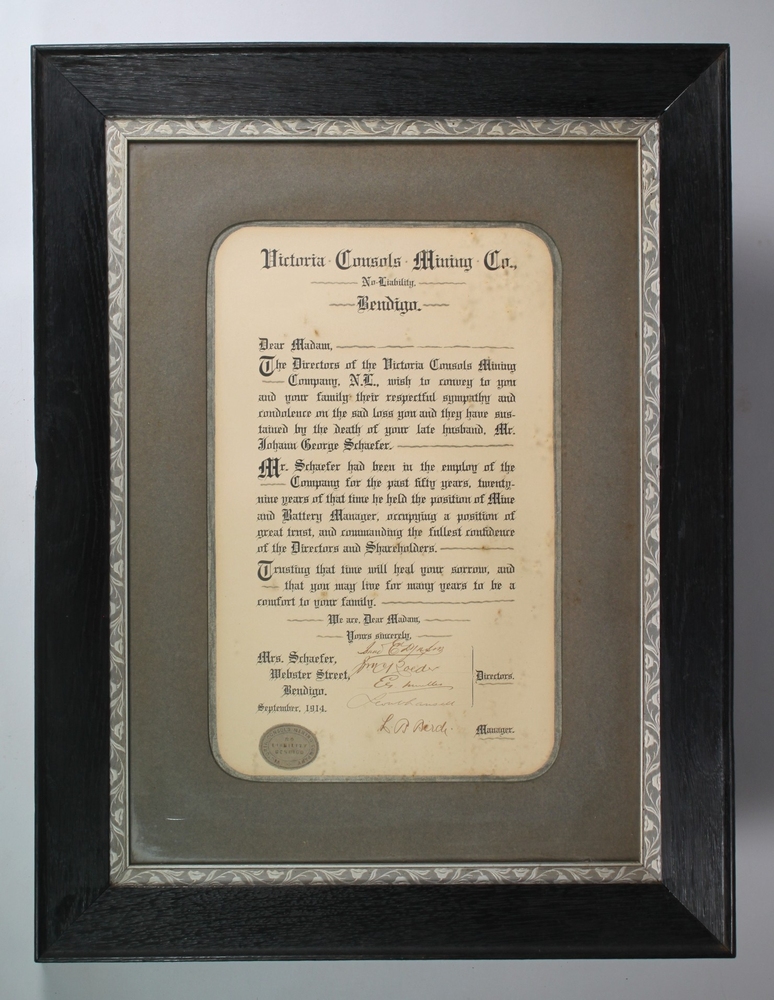 Victoria · Consols · Mining · Co.,
No-Liability.
Bendigo.
Dear Madam,
The Directors of the Victoria Consols Mining
Company, N.L., wish to convey to you
and your family their respectful sympathy and
condolence on the sad loss you and they have sus-
tained by the death of your late husband, Mr.
Johann George Schaefer.
Mr. Schaefer had been in the employ of the
Company for the past fifty years, twenty-
nine years of that time he held the position of Mine
and Battery Manager, occupying a position of
great trust, and commanding the fullest confidence
of the Directors and Shareholders.
Trusting that time will heal your sorrow, and
that you may live for many years to be a
comfort to your family.
We are, Dear Madam,
Yours sincerely,
Mrs. Schaefer,
Webster Street,
Bendigo.
September, 1914.
Directors.
Manager.